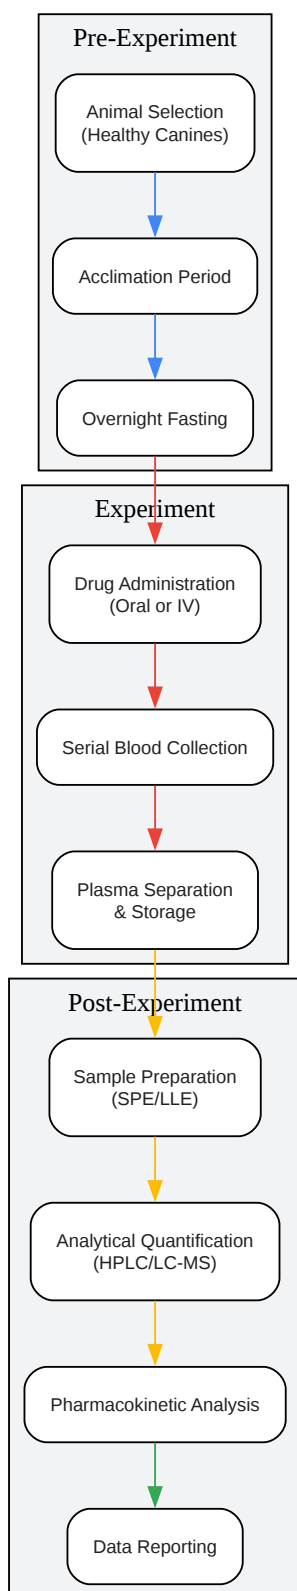 Pre-Experiment
Animal Selection
(Healthy Canines)
Acclimation Period
Overnight Fasting
Experiment
Drug Administration
(Oral or IV)
Serial Blood Collection
Plasma Separation
& Storage
Post-Experiment
Sample Preparation
(SPE/LLE)
Analytical Quantification
(HPLC/LC-MS)
Pharmacokinetic Analysis
Data Reporting